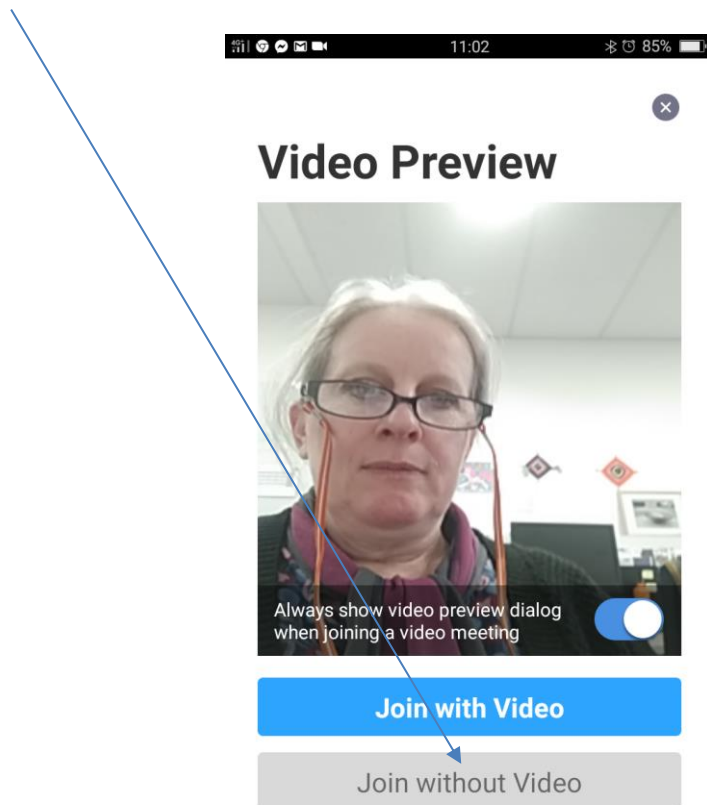 4G+ 11:02 85%
Video Preview
Always show video preview dialog
when joining a video meeting
Join with Video
Join without Video